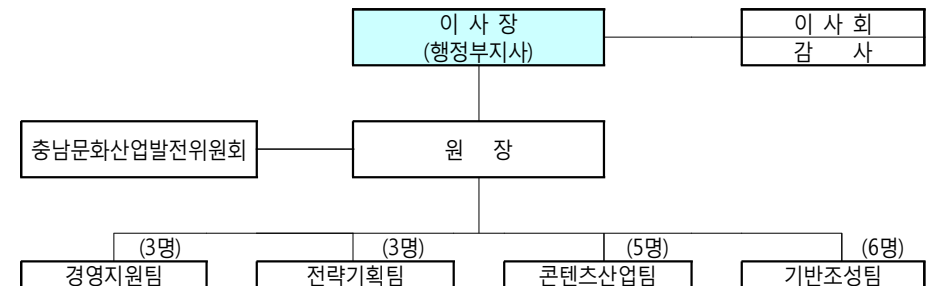 이 사 장
(행정부지사)
이 사 회
감 사
충남문화산업발전위원회
원 장
(3명) (3명) (5명) (6명)
경영지원팀 전략기획팀 콘텐츠산업팀 기반조성팀